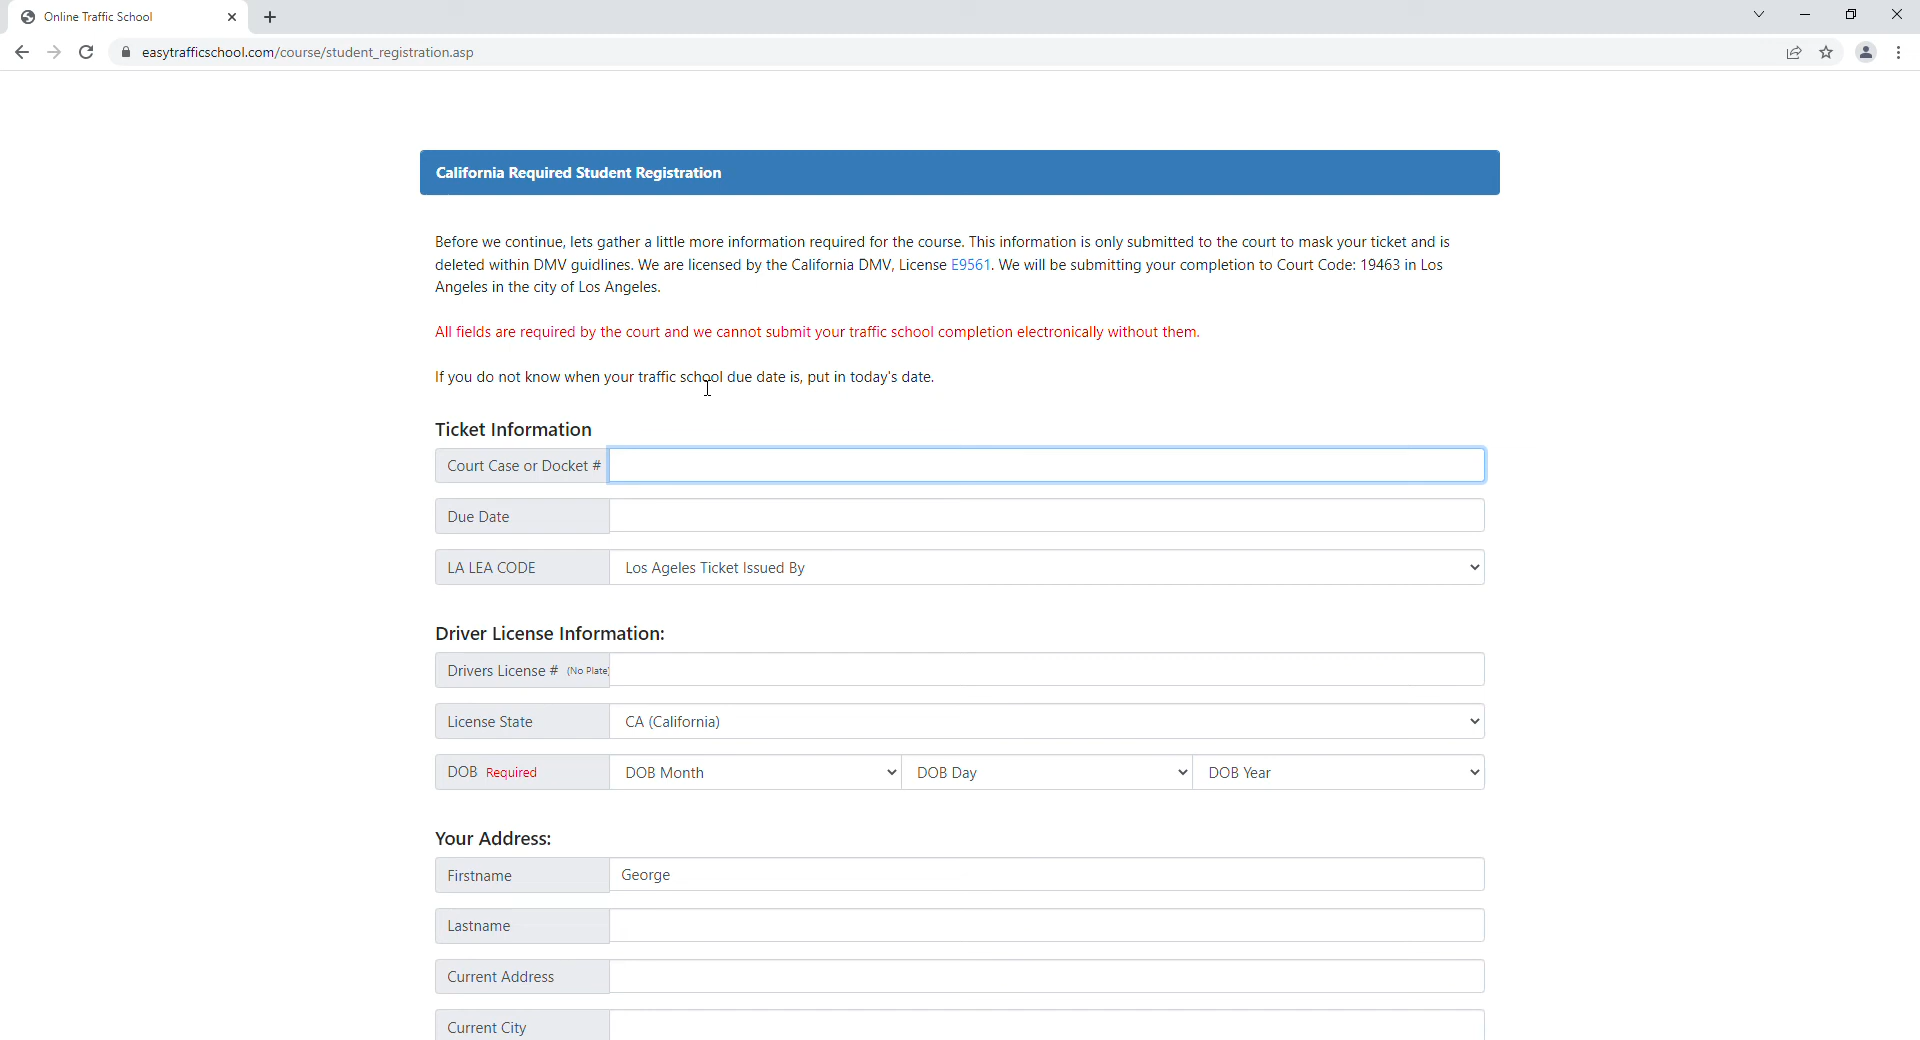 Online Traffic School
easytrafficschool.com/course/student_registration.asp
California Required Student Registration
Before we continue, lets gather a little more information required for the course. This information is only submitted to the court to mask your ticket and is
deleted within DMV guidlines. We are licensed by the California DMV, License E9561. We will be submitting your completion to Court Code: 19463 in Los
Angeles in the city of Los Angeles.
All fields are required by the court and we cannot submit your traffic school completion electronically without them.
If you do not know when your traffic school due date is, put in today's date.
Ticket Information
Court Case or Docket #
Due Date
LA LEA CODE Los Ageles Ticket Issued By
Driver License Information:
Drivers License # (No Plate)
License State CA (California)
DOB Required DOB Month DOB Day DOB Year
Your Address:
Firstname George
Lastname
Current Address
Current City